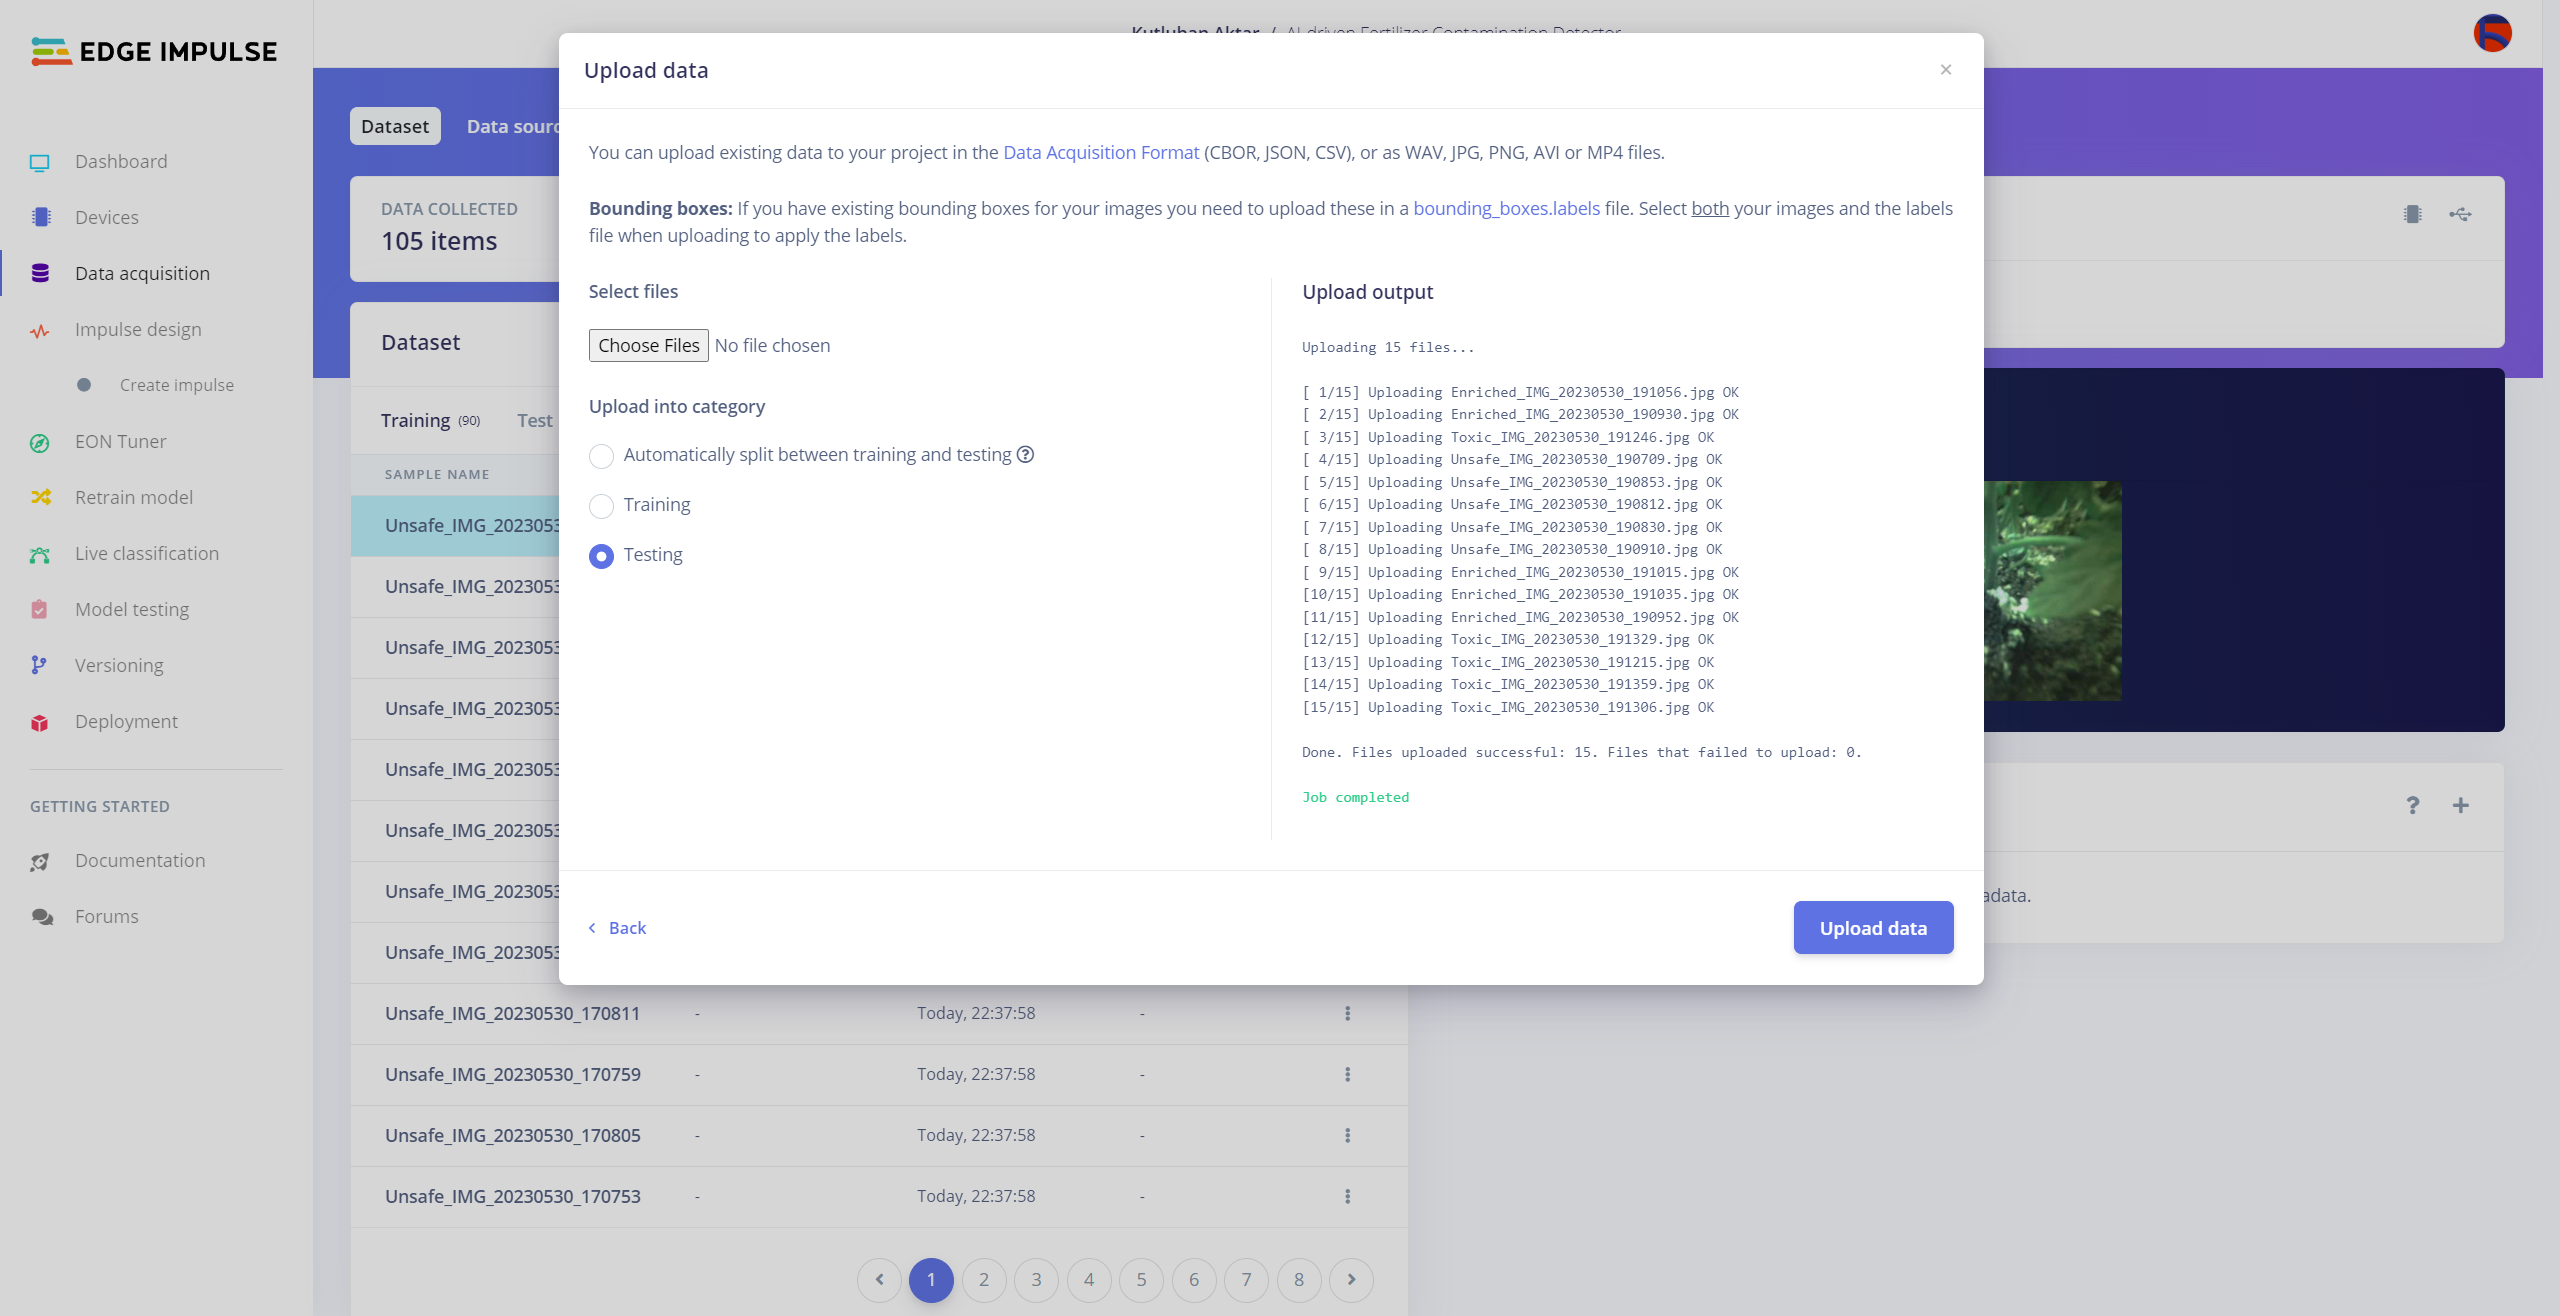 EDGE IMPULSE
Dashboard
Devices
Data acquisition
Impulse design
Create impulse
EON Tuner
Retrain model
Live classification
Model testing
Versioning
Deployment
GETTING STARTED
Documentation
Forums
Kutluhan Aktar / AI-driven Fertilizer Contamination Detector
Dataset
Data sourc
DATA COLLECTED
105 items
Dataset
Training (90)
Test
SAMPLE NAME
Unsafe_IMG_2023053
Unsafe_IMG_2023053
Unsafe_IMG_2023053
Unsafe_IMG_2023053
Unsafe_IMG_2023053
Unsafe_IMG_2023053
Unsafe_IMG_2023053
Unsafe_IMG_2023053
Unsafe_IMG_20230530_170811 - Today, 22:37:58 -
Unsafe_IMG_20230530_170759 - Today, 22:37:58 -
Unsafe_IMG_20230530_170805 - Today, 22:37:58 -
Unsafe_IMG_20230530_170753 - Today, 22:37:58 -
1 2 3 4 5 6 7 8
Upload data
×
You can upload existing data to your project in the Data Acquisition Format (CBOR, JSON, CSV), or as WAV, JPG, PNG, AVI or MP4 files.
Bounding boxes: If you have existing bounding boxes for your images you need to upload these in a bounding_boxes.labels file. Select both your images and the labels
file when uploading to apply the labels.
Select files
Choose Files No file chosen
Upload into category
Automatically split between training and testing ?
Training
Testing
Upload output
Uploading 15 files...
[ 1/15] Uploading Enriched_IMG_20230530_191056.jpg OK
[ 2/15] Uploading Enriched_IMG_20230530_190930.jpg OK
[ 3/15] Uploading Toxic_IMG_20230530_191246.jpg OK
[ 4/15] Uploading Unsafe_IMG_20230530_190709.jpg OK
[ 5/15] Uploading Unsafe_IMG_20230530_190853.jpg OK
[ 6/15] Uploading Unsafe_IMG_20230530_190812.jpg OK
[ 7/15] Uploading Unsafe_IMG_20230530_190830.jpg OK
[ 8/15] Uploading Unsafe_IMG_20230530_190910.jpg OK
[ 9/15] Uploading Enriched_IMG_20230530_191015.jpg OK
[10/15] Uploading Enriched_IMG_20230530_191035.jpg OK
[11/15] Uploading Enriched_IMG_20230530_190952.jpg OK
[12/15] Uploading Toxic_IMG_20230530_191329.jpg OK
[13/15] Uploading Toxic_IMG_20230530_191215.jpg OK
[14/15] Uploading Toxic_IMG_20230530_191359.jpg OK
[15/15] Uploading Toxic_IMG_20230530_191306.jpg OK
Done. Files uploaded successful: 15. Files that failed to upload: 0.
Job completed
Back
Upload data
? +
adata.